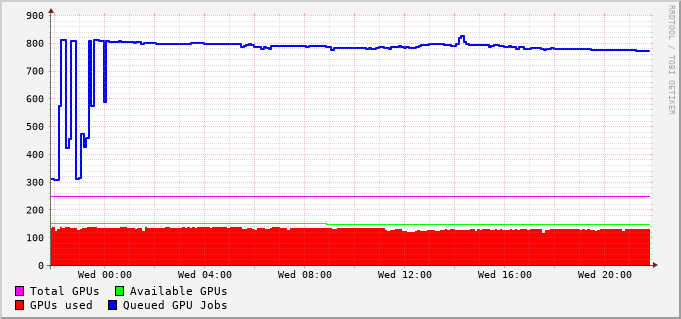 900
800
700
600
500
400
300
200
100
0
Wed 00:00 Wed 04:00 Wed 08:00 Wed 12:00 Wed 16:00 Wed 20:00
Total GPUs Available GPUs
GPUs used Queued GPU Jobs
RRDTOOL / TOBI OETIKER